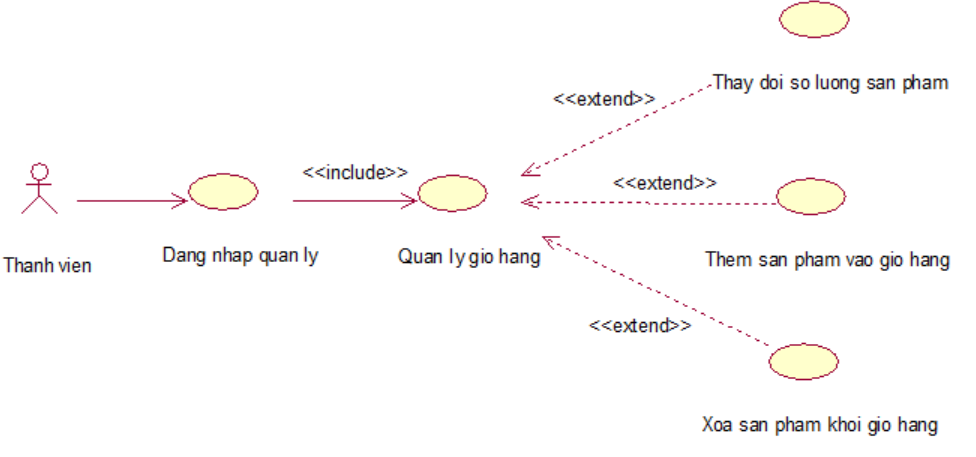 Thay doi so luong san pham
<<extend>>
<<include>>
<<extend>>
Thanh vien
Dang nhap quan ly
Quan ly gio hang
Them san pham vao gio hang
<<extend>>
Xoa san pham khoi gio hang